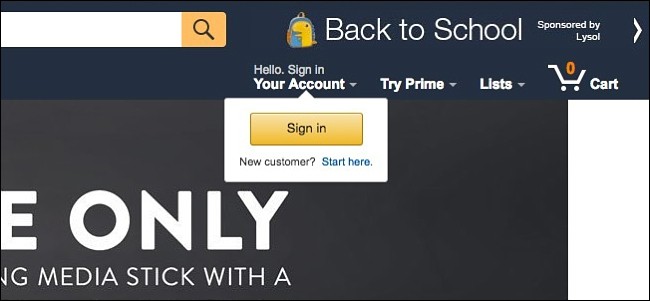 Back to School
Sponsored by
Lysol
Hello. Sign in
Your Account
Try Prime
Lists
0
Cart
Sign in
New customer? Start here.
E ONLY
NG MEDIA STICK WITH A